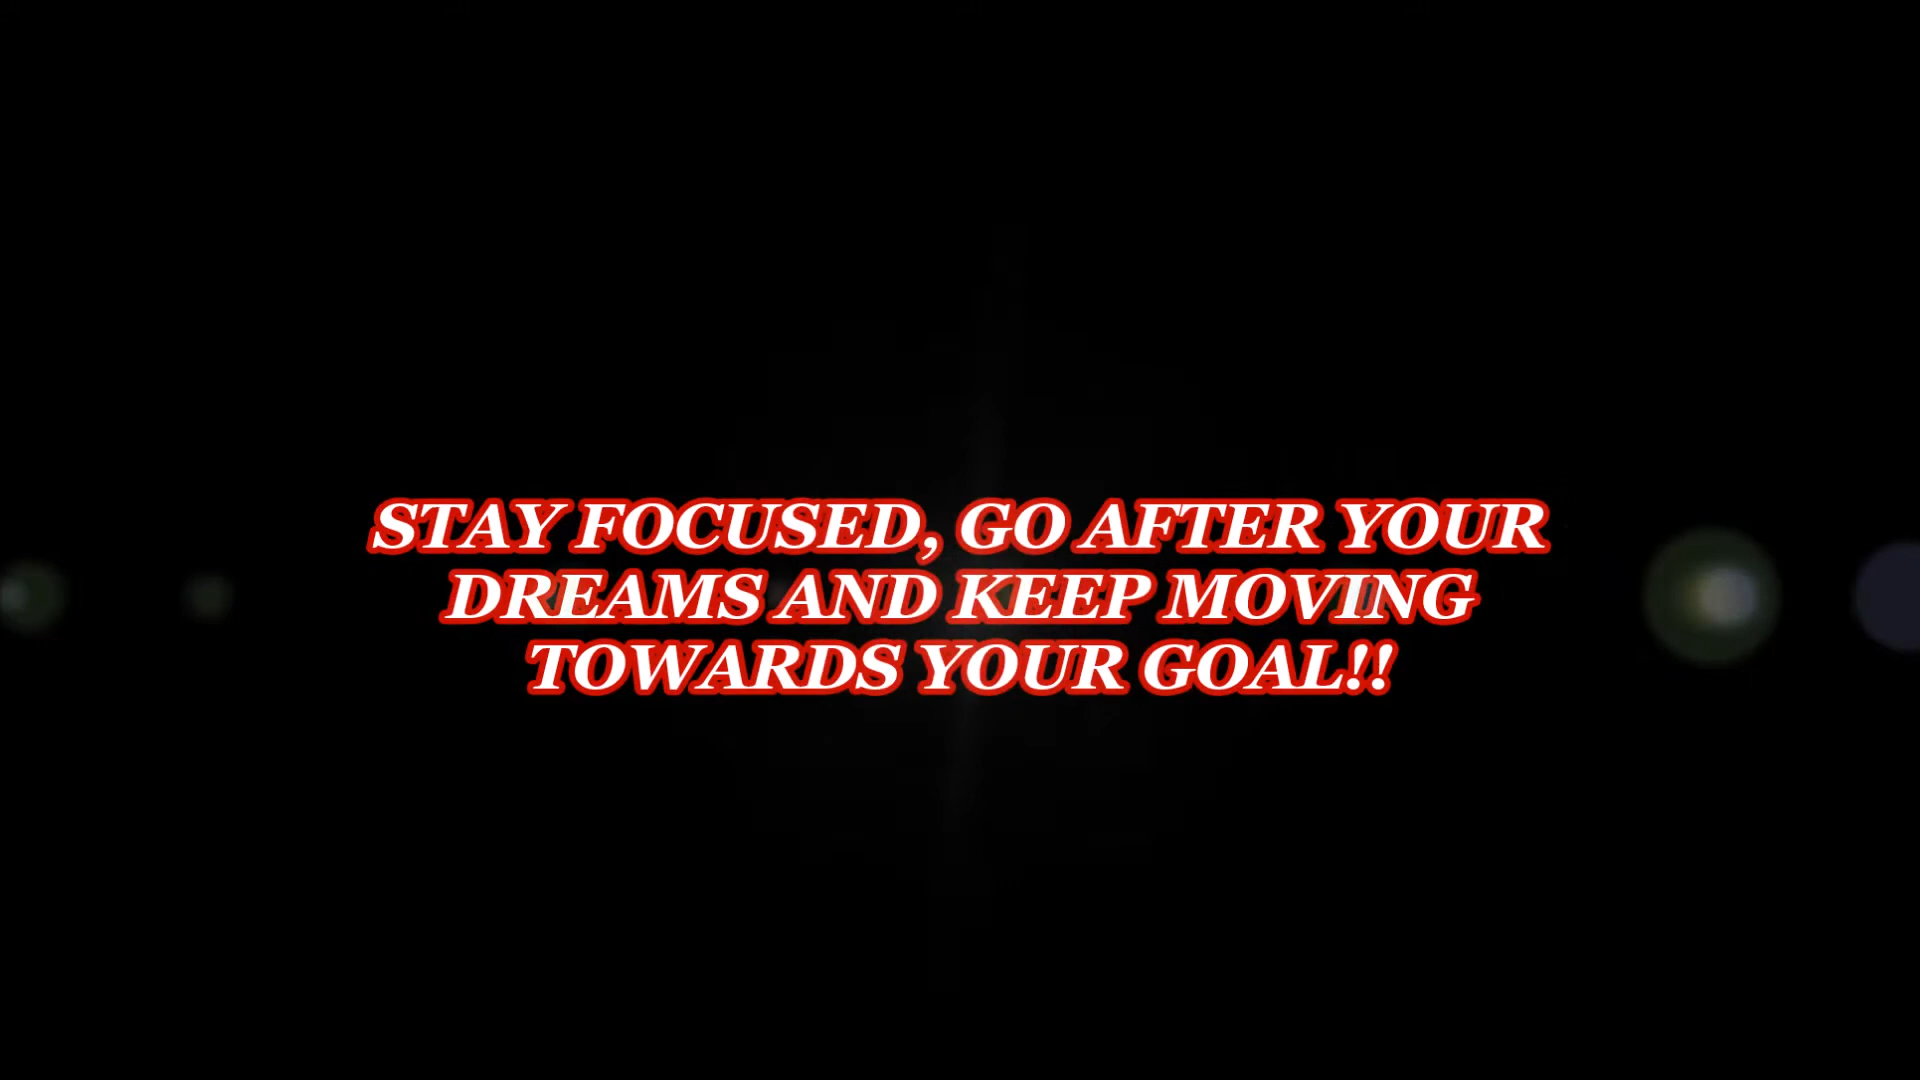 STAY FOCUSED, GO AFTER YOUR
DREAMS AND KEEP MOVING
TOWARDS YOUR GOAL!!